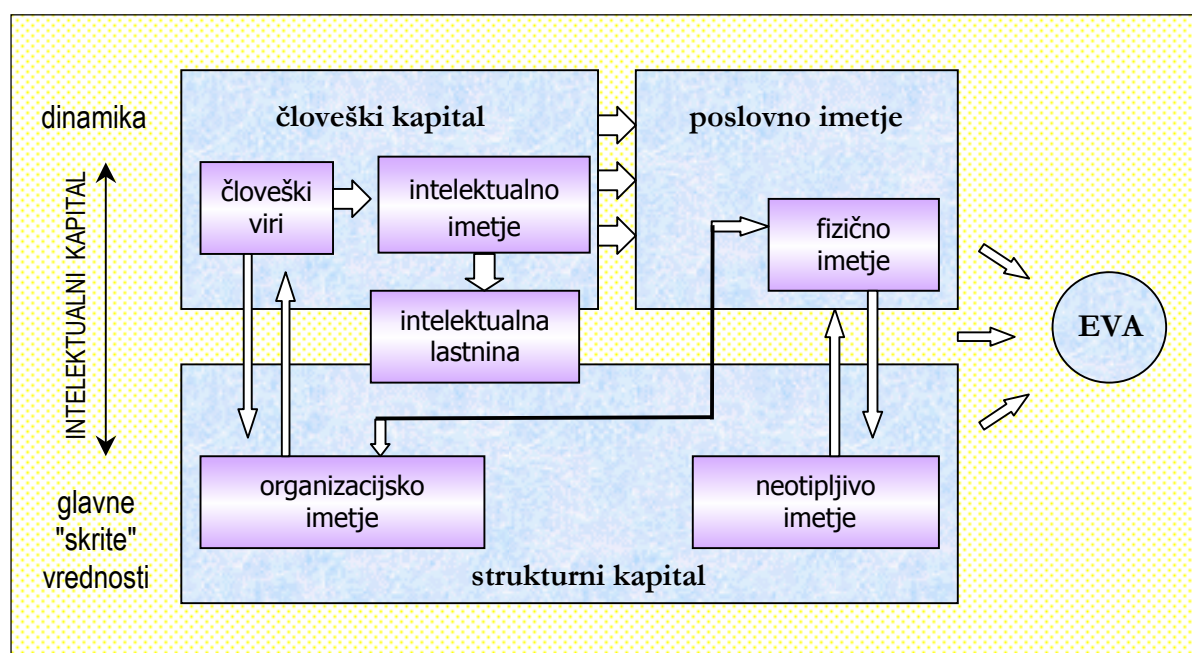 dinamika
INTELEKTUALNI KAPITAL
glavne
"skrite"
vrednosti
človeški kapital
človeški
viri
intelektualno
imetje
intelektualna
lastnina
poslovno imetje
fizično
imetje
organizacijsko
imetje
neotipljivo
imetje
strukturni kapital
EVA